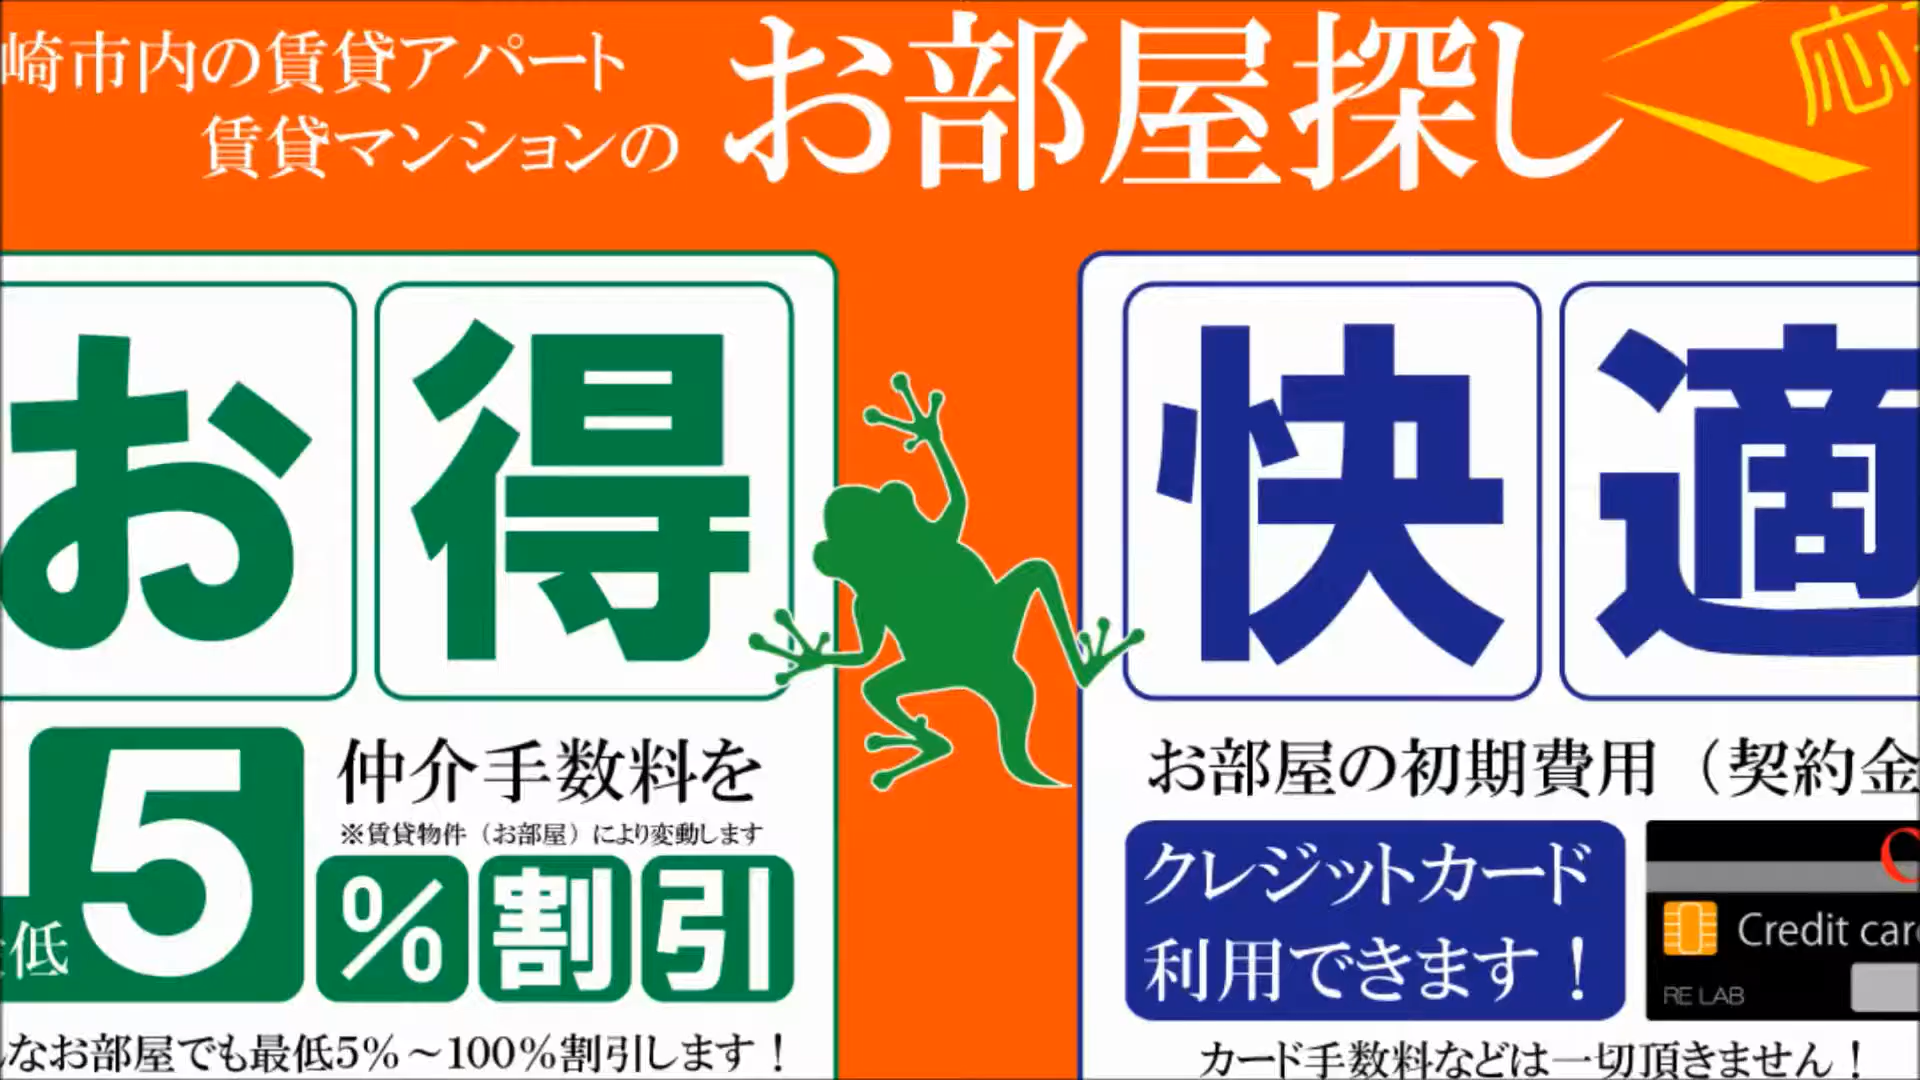 崎市内の賃貸アパート
賃貸マンションの
お部屋探し
応
お得
快適
仲介手数料を
※賃貸物件（お部屋）により変動します
低
5
%割引
なお部屋でも最低5%～100%割引します！
お部屋の初期費用（契約金
クレジットカード
利用できます！
Credit car
RE LAB
カード手数料などは一切頂きません！